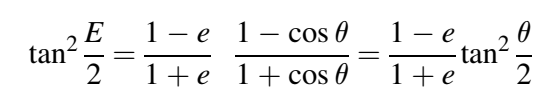 tan² E/2 = (1 − e)/(1 + e) (1 − cos θ)/(1 + cos θ) = (1 − e)/(1 + e) tan² θ/2